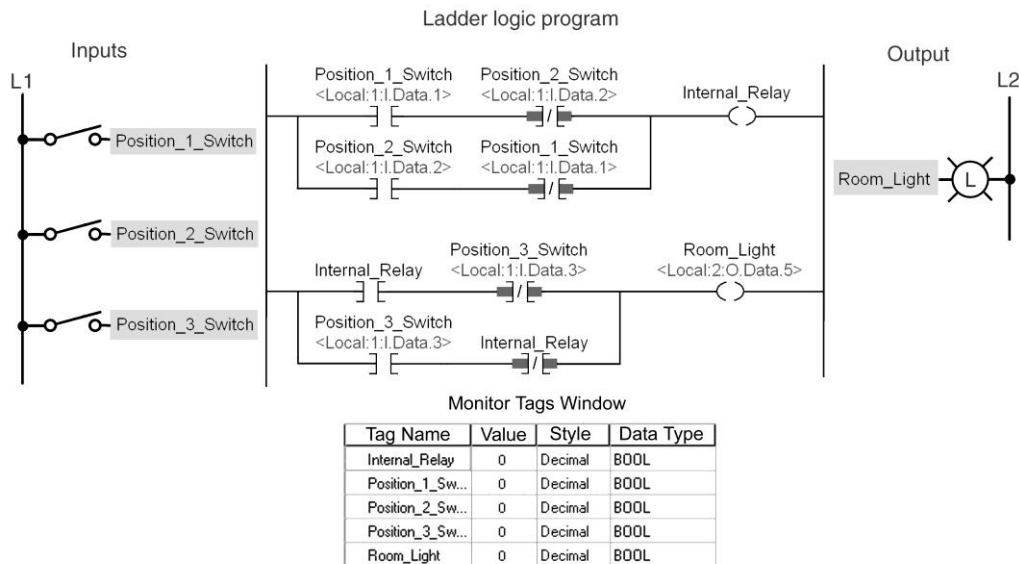 Ladder logic program
Inputs
Output
L1
L2
Position_1_Switch
Position_2_Switch
Position_3_Switch
Position_1_Switch
<Local:1:I.Data.1>
Position_2_Switch
<Local:1:I.Data.2>
Internal_Relay
Position_2_Switch
<Local:1:I.Data.2>
Position_1_Switch
<Local:1:I.Data.1>
Internal_Relay
Position_3_Switch
<Local:1:I.Data.3>
Room_Light
<Local:2:O.Data.5>
Position_3_Switch
<Local:1:I.Data.3>
Internal_Relay
Room_Light
L
Monitor Tags Window
Tag Name Value Style Data Type
Internal_Relay 0 Decimal BOOL
Position_1_Sw... 0 Decimal BOOL
Position_2_Sw... 0 Decimal BOOL
Position_3_Sw... 0 Decimal BOOL
Room_Light 0 Decimal BOOL